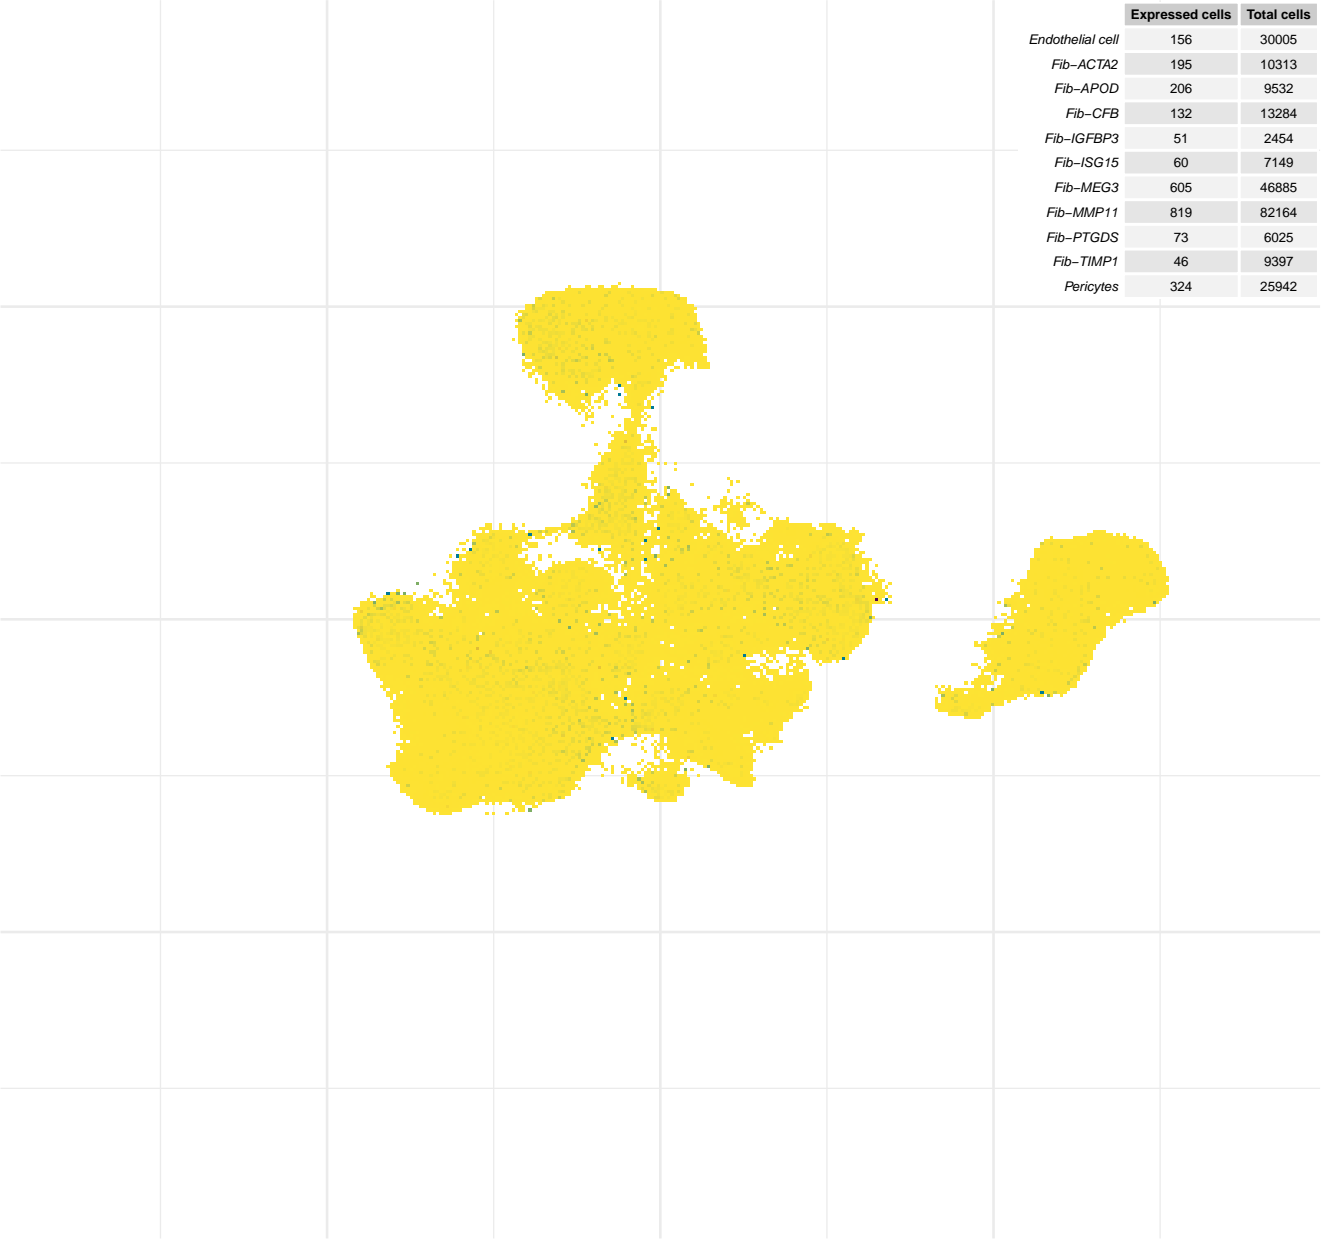 Expressed cells Total cells
Endothelial cell 156 30005
Fib−ACTA2 195 10313
Fib−APOD 206 9532
Fib−CFB 132 13284
Fib−IGFBP3 51 2454
Fib−ISG15 60 7149
Fib−MEG3 605 46885
Fib−MMP11 819 82164
Fib−PTGDS 73 6025
Fib−TIMP1 46 9397
Pericytes 324 25942